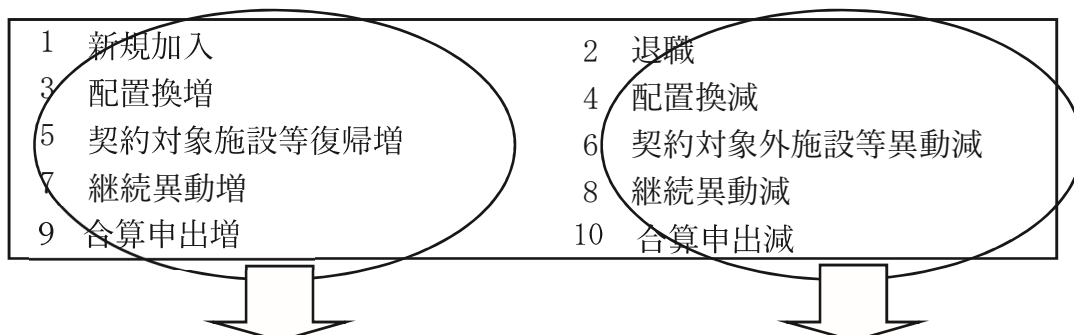 1 新規加入
2 退職
3 配置換増
4 配置換減
5 契約対象施設等復帰増
6 契約対象外施設等異動減
7 継続異動増
8 継続異動減
9 合算申出増
10 合算申出減